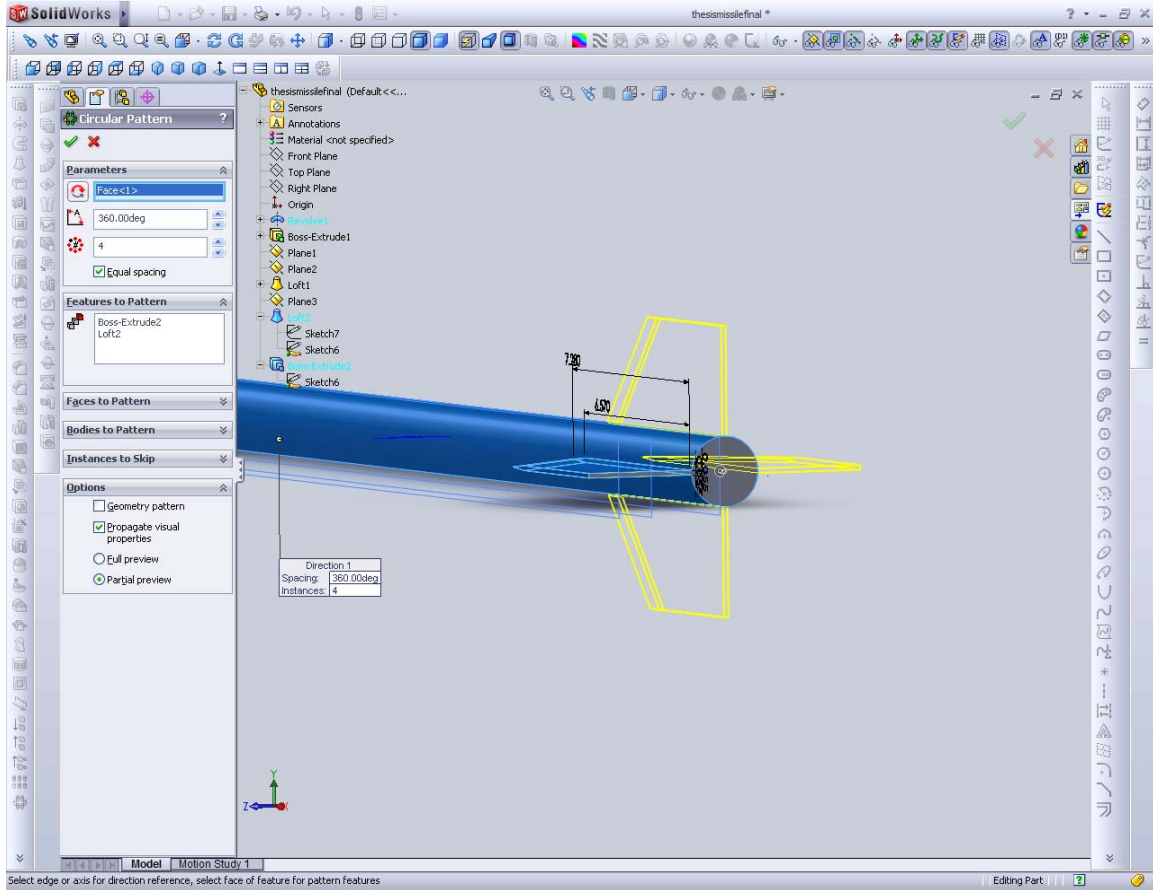 SolidWorks
thesismissilefinal *
Circular Pattern
?
Parameters
Face<1>
360.00deg
4
Equal spacing
Features to Pattern
Boss-Extrude2
Loft2
Faces to Pattern
Bodies to Pattern
Instances to Skip
Options
Geometry pattern
Propagate visual
properties
Full preview
Partial preview
thesismissilefinal (Default<<...
Sensors
Annotations
Material <not specified>
Front Plane
Top Plane
Right Plane
Origin
Revolve1
Boss-Extrude1
Plane1
Plane2
Loft1
Plane3
Loft2
Sketch7
Sketch6
Boss-Extrude2
Sketch6
7.280
6.570
Direction 1
Spacing: 360.00deg
Instances: 4
Y
Z
X
Model Motion Study 1
Select edge or axis for direction reference, select face of feature for pattern features
Editing Part